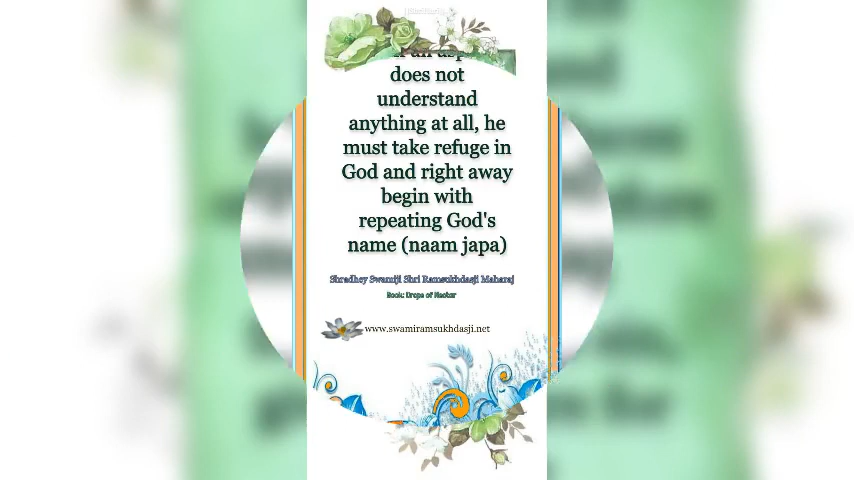 does not
understand
anything at all, he
must take refuge in
God and right away
begin with
repeating God's
name (naam japa)
Shradhey Swamiji Shri Ramsukhdasji Maharaj
Book: Drops of Nectar
www.swamiramsukhdasji.net